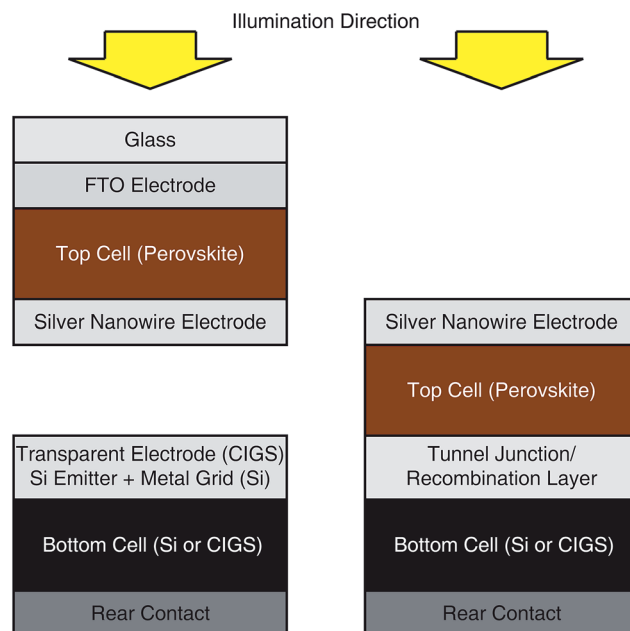 Illumination Direction
Glass
FTO Electrode
Top Cell (Perovskite)
Silver Nanowire Electrode
Transparent Electrode (CIGS)
Si Emitter + Metal Grid (Si)
Bottom Cell (Si or CIGS)
Rear Contact
Silver Nanowire Electrode
Top Cell (Perovskite)
Tunnel Junction/
Recombination Layer
Bottom Cell (Si or CIGS)
Rear Contact